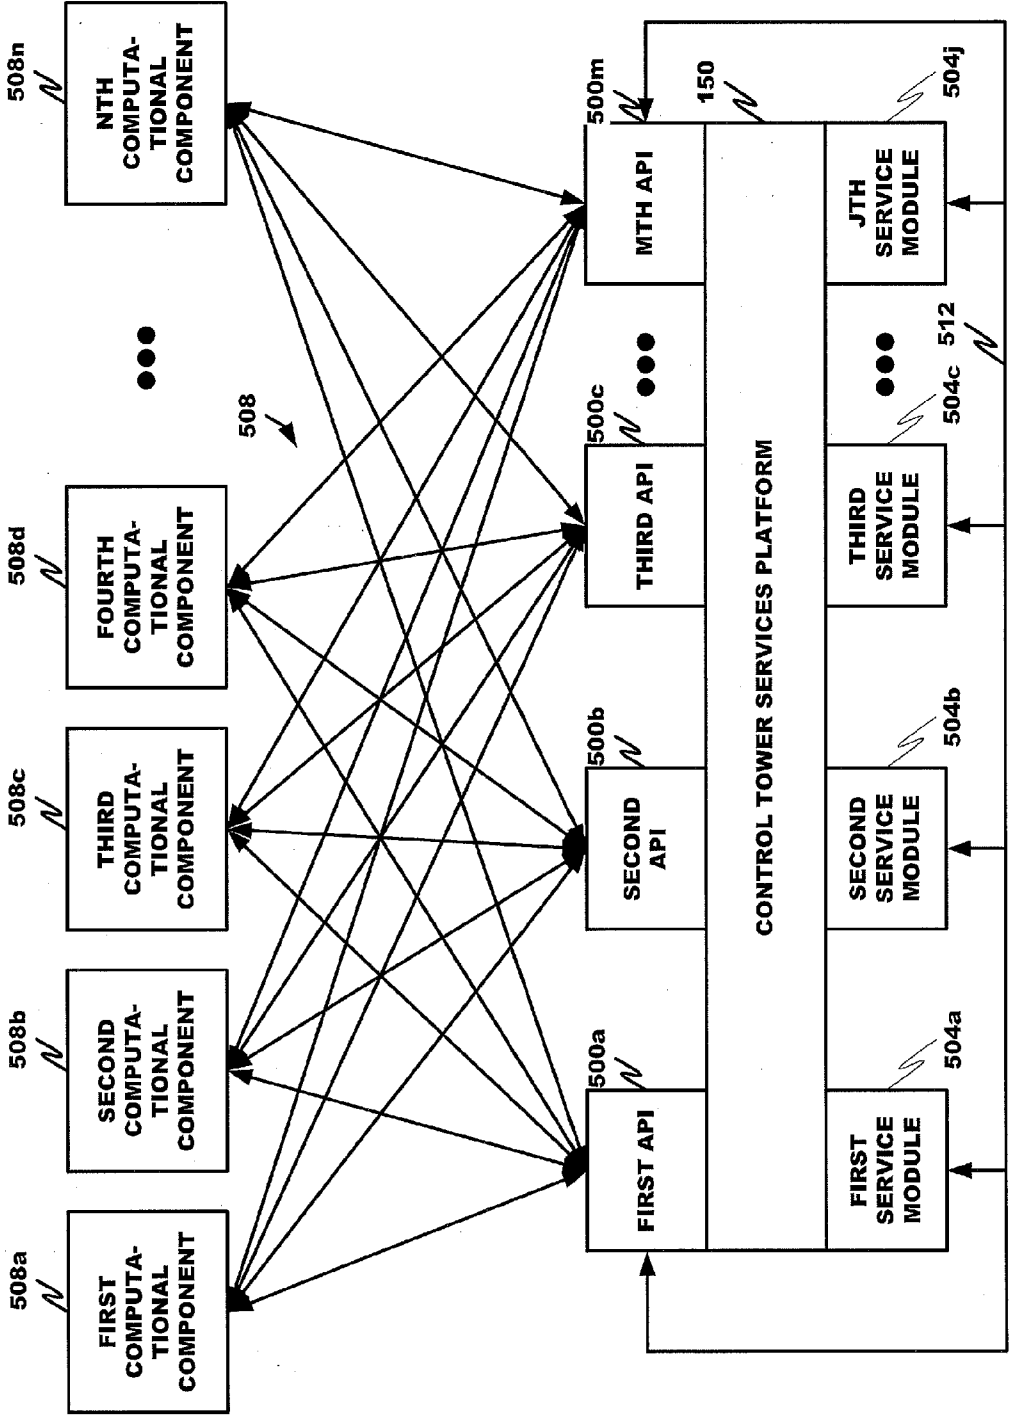 508a
508b
508c
508d
508n
FIRST
COMPUTA-
TIONAL
COMPONENT
SECOND
COMPUTA-
TIONAL
COMPONENT
THIRD
COMPUTA-
TIONAL
COMPONENT
FOURTH
COMPUTA-
TIONAL
COMPONENT
NTH
COMPUTA-
TIONAL
COMPONENT
508
500a
500b
500c
500m
FIRST API
SECOND
API
THIRD API
MTH API
150
CONTROL TOWER SERVICES PLATFORM
FIRST
SERVICE
MODULE
SECOND
SERVICE
MODULE
THIRD
SERVICE
MODULE
JTH
SERVICE
MODULE
504a
504b
504c
504j
512